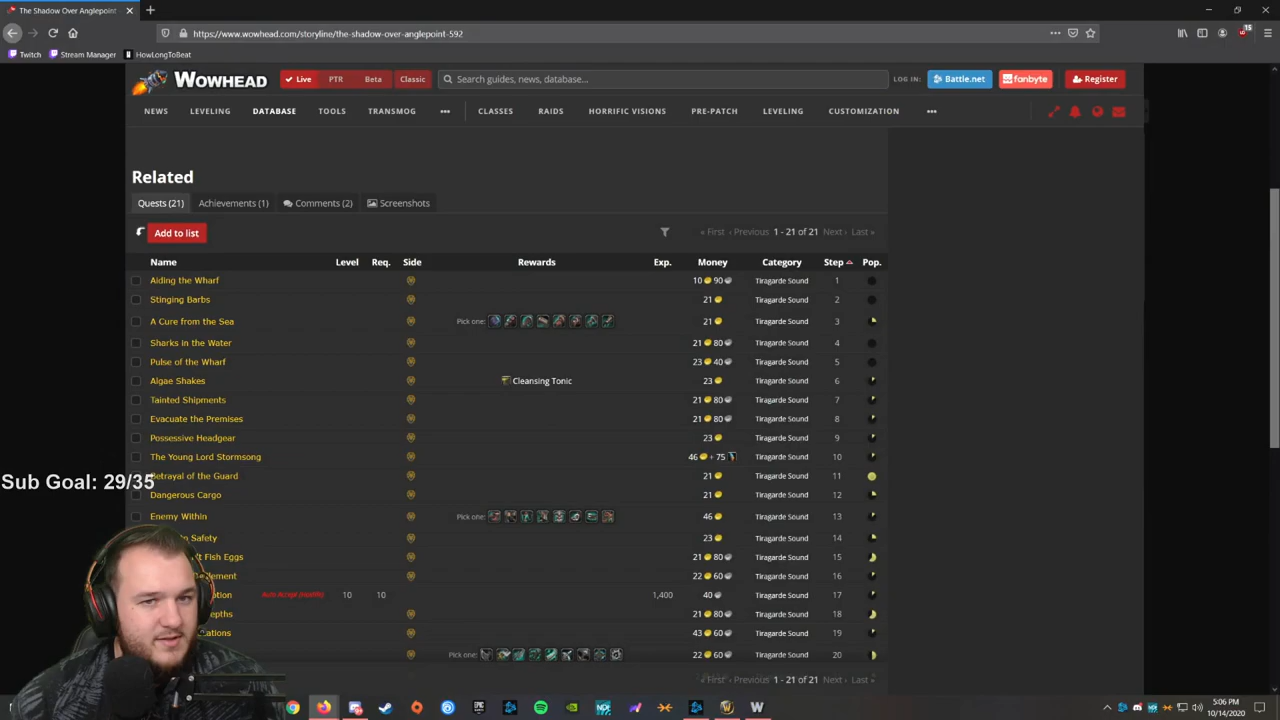 The Shadow Over Anglepoint
https://www.wowhead.com/storyline/the-shadow-over-anglepoint-592
15
Twitch
Stream Manager
HowLongToBeat
WOWHEAD
Live
PTR
Beta
Classic
Search guides, news, database...
LOG IN:
Battle.net
fanbyte
Register
NEWS
LEVELING
DATABASE
TOOLS
TRANSMOG
CLASSES
RAIDS
HORRIFIC VISIONS
PRE-PATCH
LEVELING
CUSTOMIZATION
Related
Quests (21)
Achievements (1)
Comments (2)
Screenshots
Add to list
« First ‹ Previous 1 - 21 of 21 Next › Last »
Name Level Req. Side Rewards Exp. Money Category Step Pop.
Aiding the Wharf 10 90 Tiragarde Sound 1
Stinging Barbs 21 Tiragarde Sound 2
A Cure from the Sea Pick one: 21 Tiragarde Sound 3
Sharks in the Water 21 80 Tiragarde Sound 4
Pulse of the Wharf 23 40 Tiragarde Sound 5
Algae Shakes Cleansing Tonic 23 Tiragarde Sound 6
Tainted Shipments 21 80 Tiragarde Sound 7
Evacuate the Premises 21 80 Tiragarde Sound 8
Possessive Headgear 23 Tiragarde Sound 9
The Young Lord Stormsong 46 + 75 Tiragarde Sound 10
Betrayal of the Guard 21 Tiragarde Sound 11
Sub Goal: 29/35
Dangerous Cargo 21 Tiragarde Sound 12
Enemy Within Pick one: 46 Tiragarde Sound 13
Safety 23 Tiragarde Sound 14
Fish Eggs 21 80 Tiragarde Sound 15
22 60 Tiragarde Sound 16
10 10 1,400 40 Tiragarde Sound 17
21 80 Tiragarde Sound 18
43 60 Tiragarde Sound 19
Pick one: 22 60 Tiragarde Sound 20
« First ‹ Previous 1 - 21 of 21 Next › Last »
5:06 PM
10/14/2020